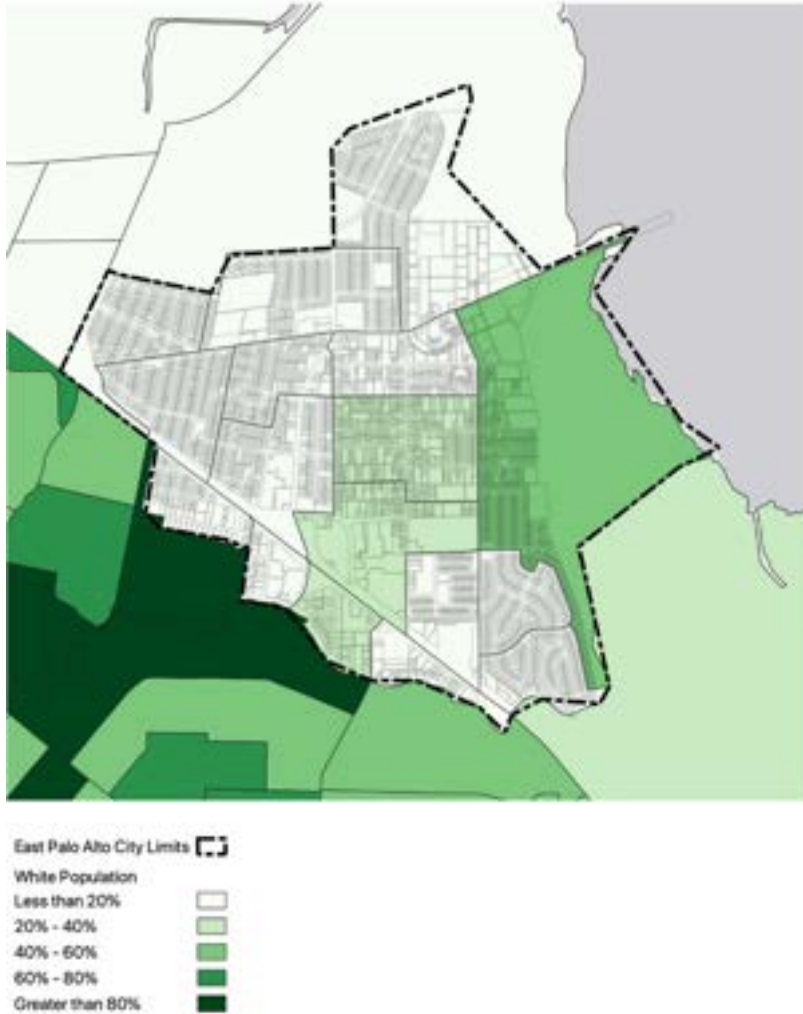 East Palo Alto City Limits
White Population
Less than 20%
20% - 40%
40% - 60%
60% - 80%
Greater than 80%